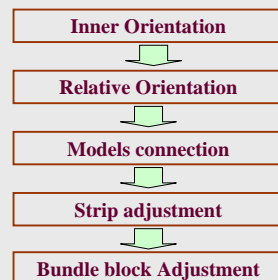 Inner Orientation
Relative Orientation
Models connection
Strip adjustment
Bundle block Adjustment